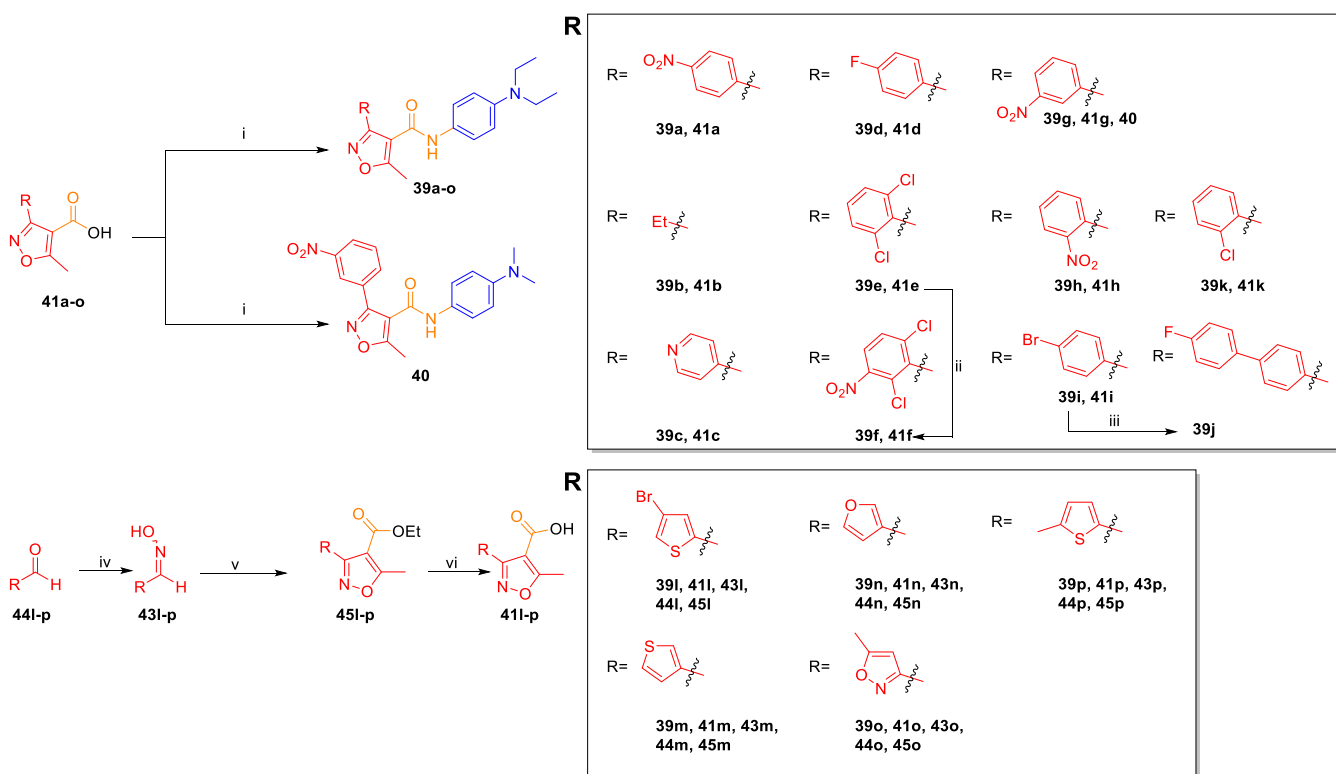 R
i
R
O
N
H
N
O
N
39a-o
R
O
OH
N
O
41a-o
i
O2N
O
N
H
N
O
N
40
R= O2N
39a, 41a
R= F
39d, 41d
R= O2N
39g, 41g, 40
R= Et
39b, 41b
R= Cl
Cl
39e, 41e
R= NO2
39h, 41h
R= Cl
39k, 41k
R= N
39c, 41c
R= Cl
O2N
Cl
39f, 41f
ii
R= Br
39i, 41i
iii
R= F
39j
R
O
R
H
44l-p
iv
HO
N
R
H
43l-p
v
O
OEt
R
N
O
45l-p
vi
O
OH
R
N
O
41l-p
R= Br
S
39l, 41l, 43l,
44l, 45l
R= O
39n, 41n, 43n,
44n, 45n
R= S
39p, 41p, 43p,
44p, 45p
R= S
39m, 41m, 43m,
44m, 45m
R= O
N
39o, 41o, 43o,
44o, 45o